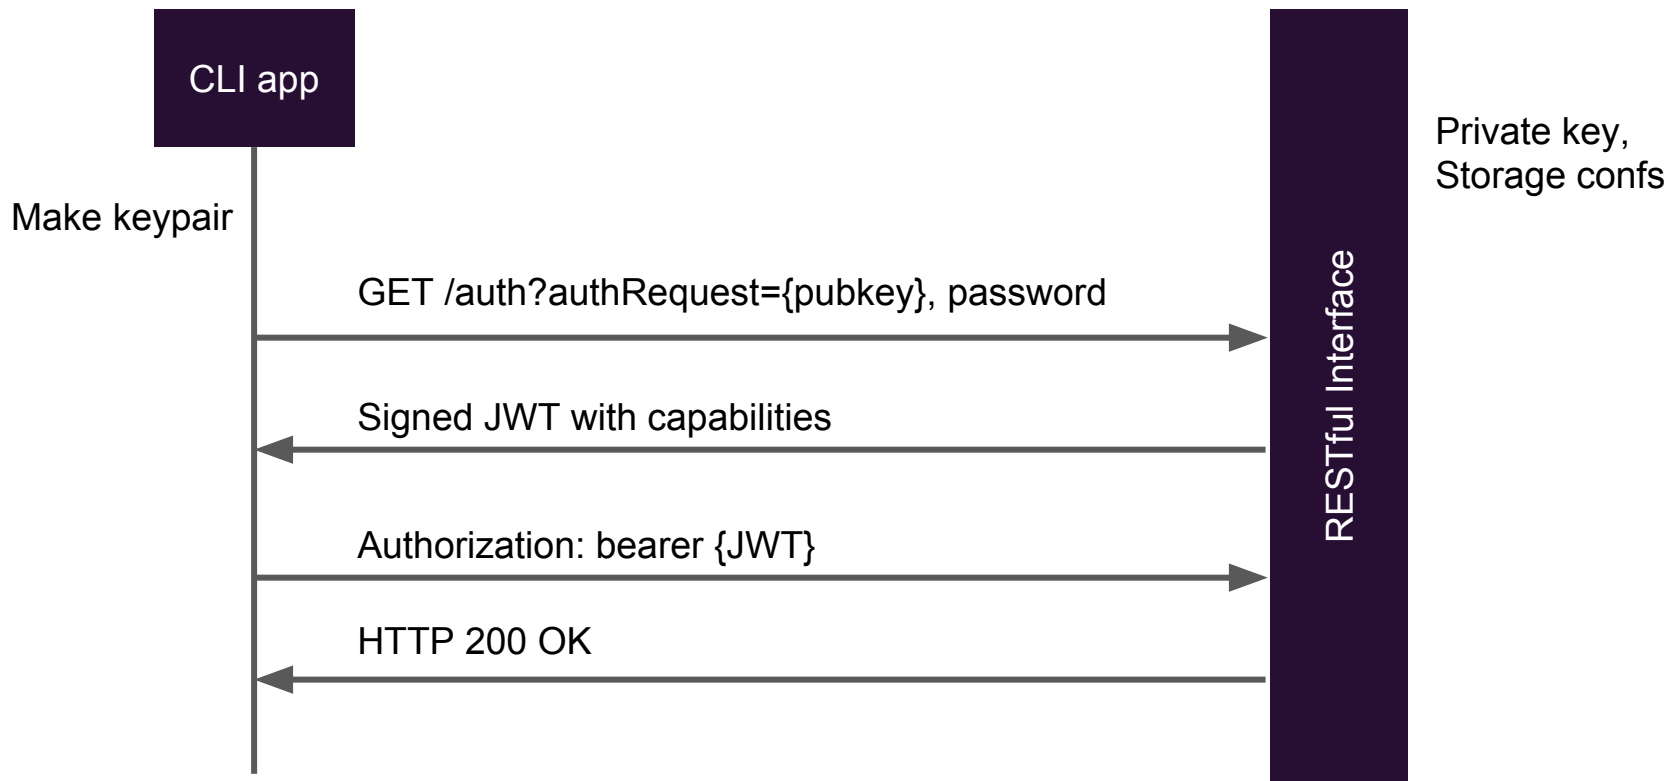 CLI app
Private key,
Storage confs
Make keypair
GET /auth?authRequest={pubkey}, password
Signed JWT with capabilities
RESTful Interface
Authorization: bearer {JWT}
HTTP 200 OK